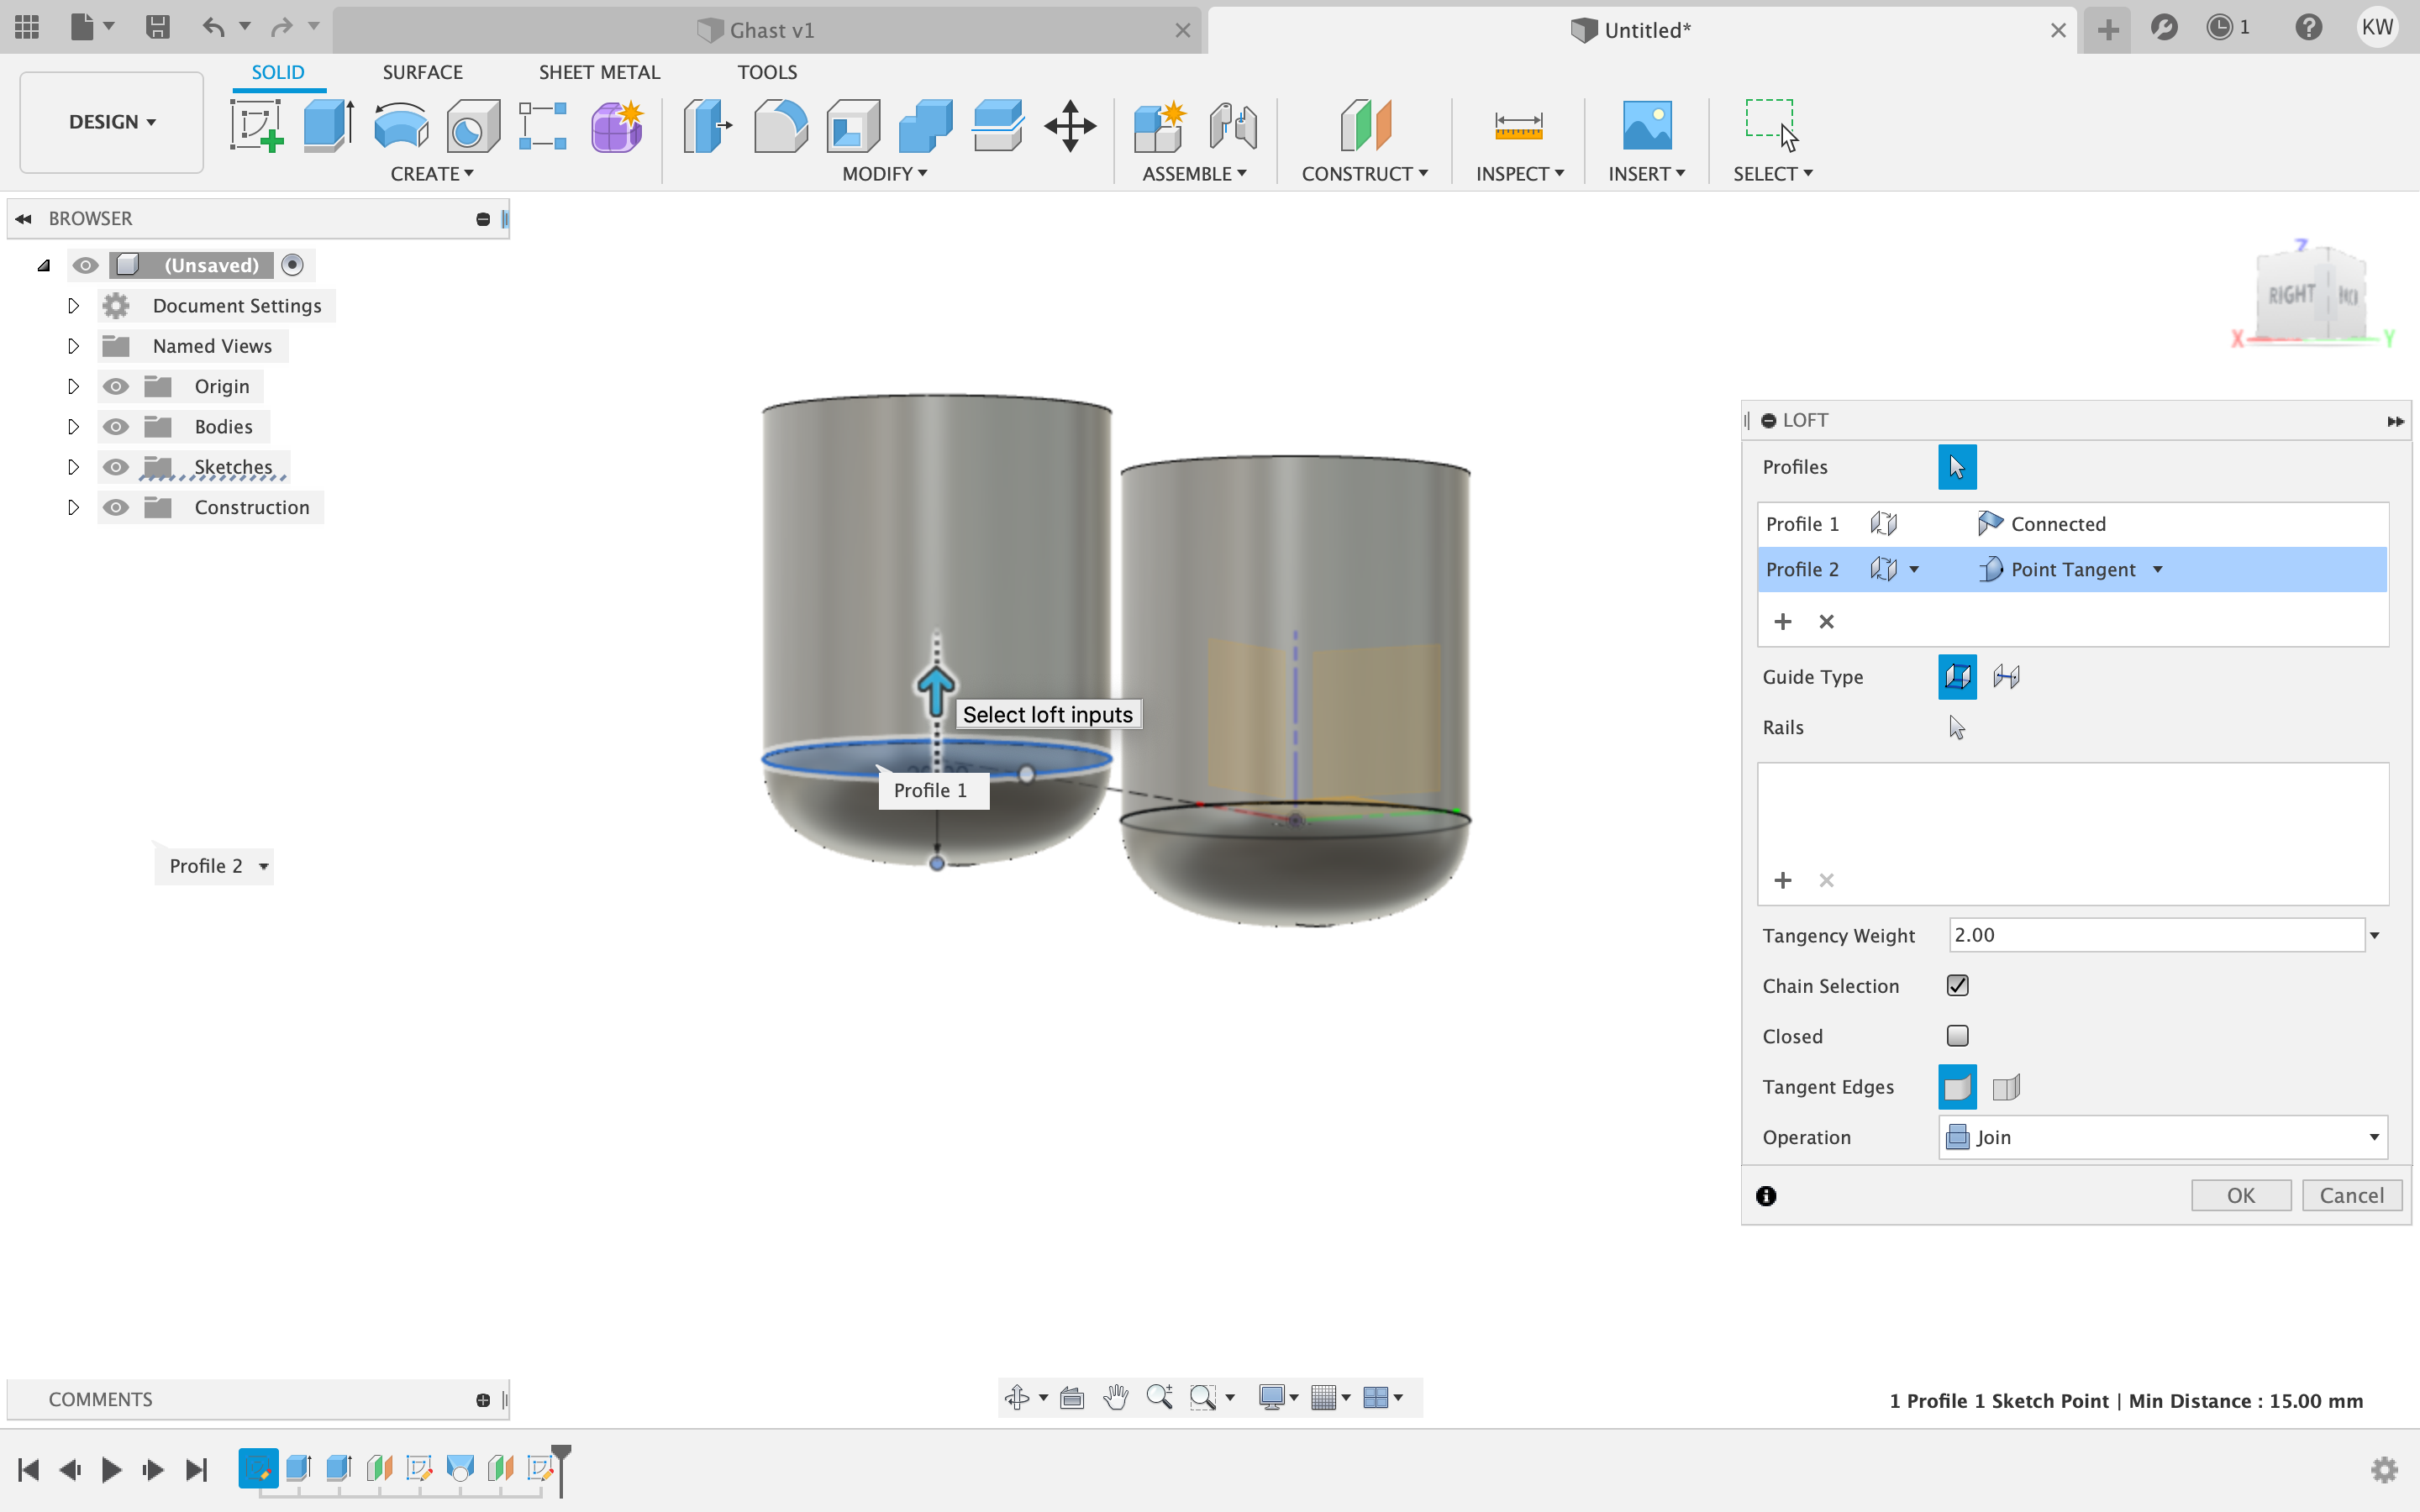 Ghast v1
Untitled*
1
KW
DESIGN
SOLID
SURFACE
SHEET METAL
TOOLS
CREATE
MODIFY
ASSEMBLE
CONSTRUCT
INSPECT
INSERT
SELECT
BROWSER
(Unsaved)
Document Settings
Named Views
Origin
Bodies
Sketches
Construction
Z
RIGHT
X
Y
Select loft inputs
Profile 1
Profile 2
LOFT
Profiles
Profile 1 Connected
Profile 2 Point Tangent
Guide Type
Rails
Tangency Weight 2.00
Chain Selection
Closed
Tangent Edges
Operation Join
OK Cancel
COMMENTS
1 Profile 1 Sketch Point | Min Distance : 15.00 mm